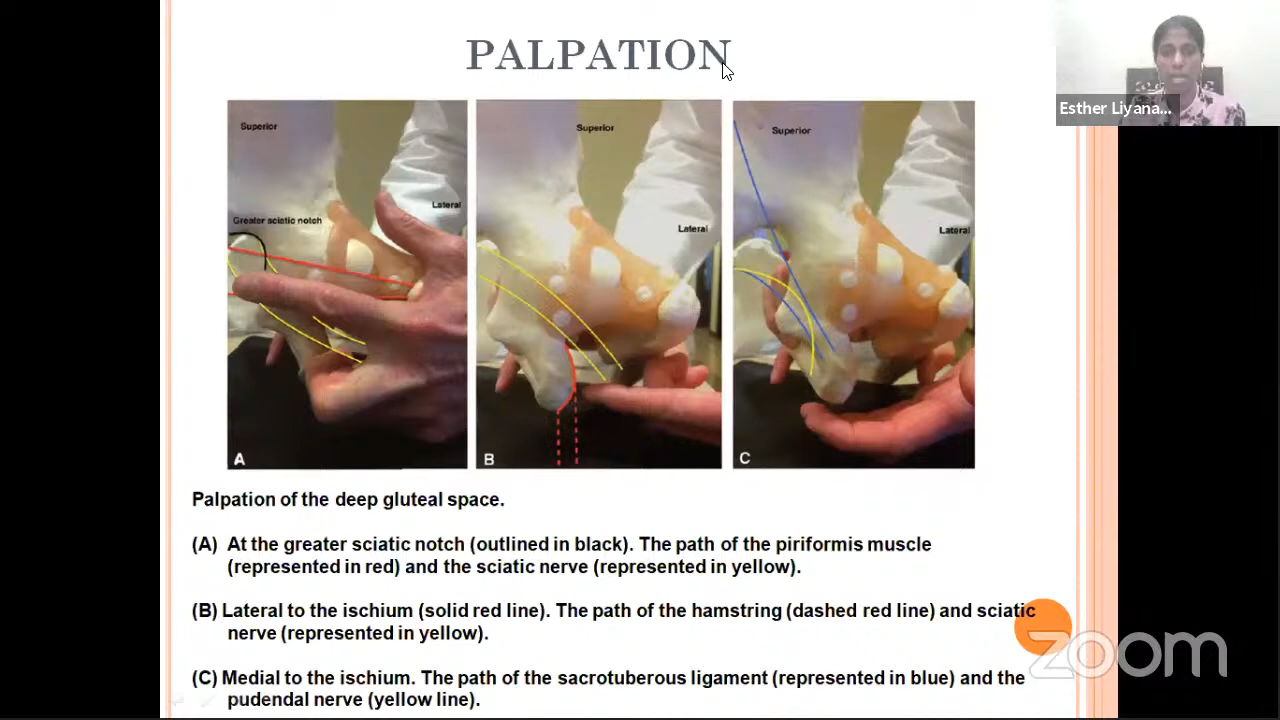 PALPATION
Esther Liyana...
Superior
Greater sciatic notch
Lateral
A
Superior
Lateral
B
Superior
Lateral
C
Palpation of the deep gluteal space.
(A) At the greater sciatic notch (outlined in black). The path of the piriformis muscle
(represented in red) and the sciatic nerve (represented in yellow).
(B) Lateral to the ischium (solid red line). The path of the hamstring (dashed red line) and sciatic
nerve (represented in yellow).
(C) Medial to the ischium. The path of the sacrotuberous ligament (represented in blue) and the
pudendal nerve (yellow line).
zoom